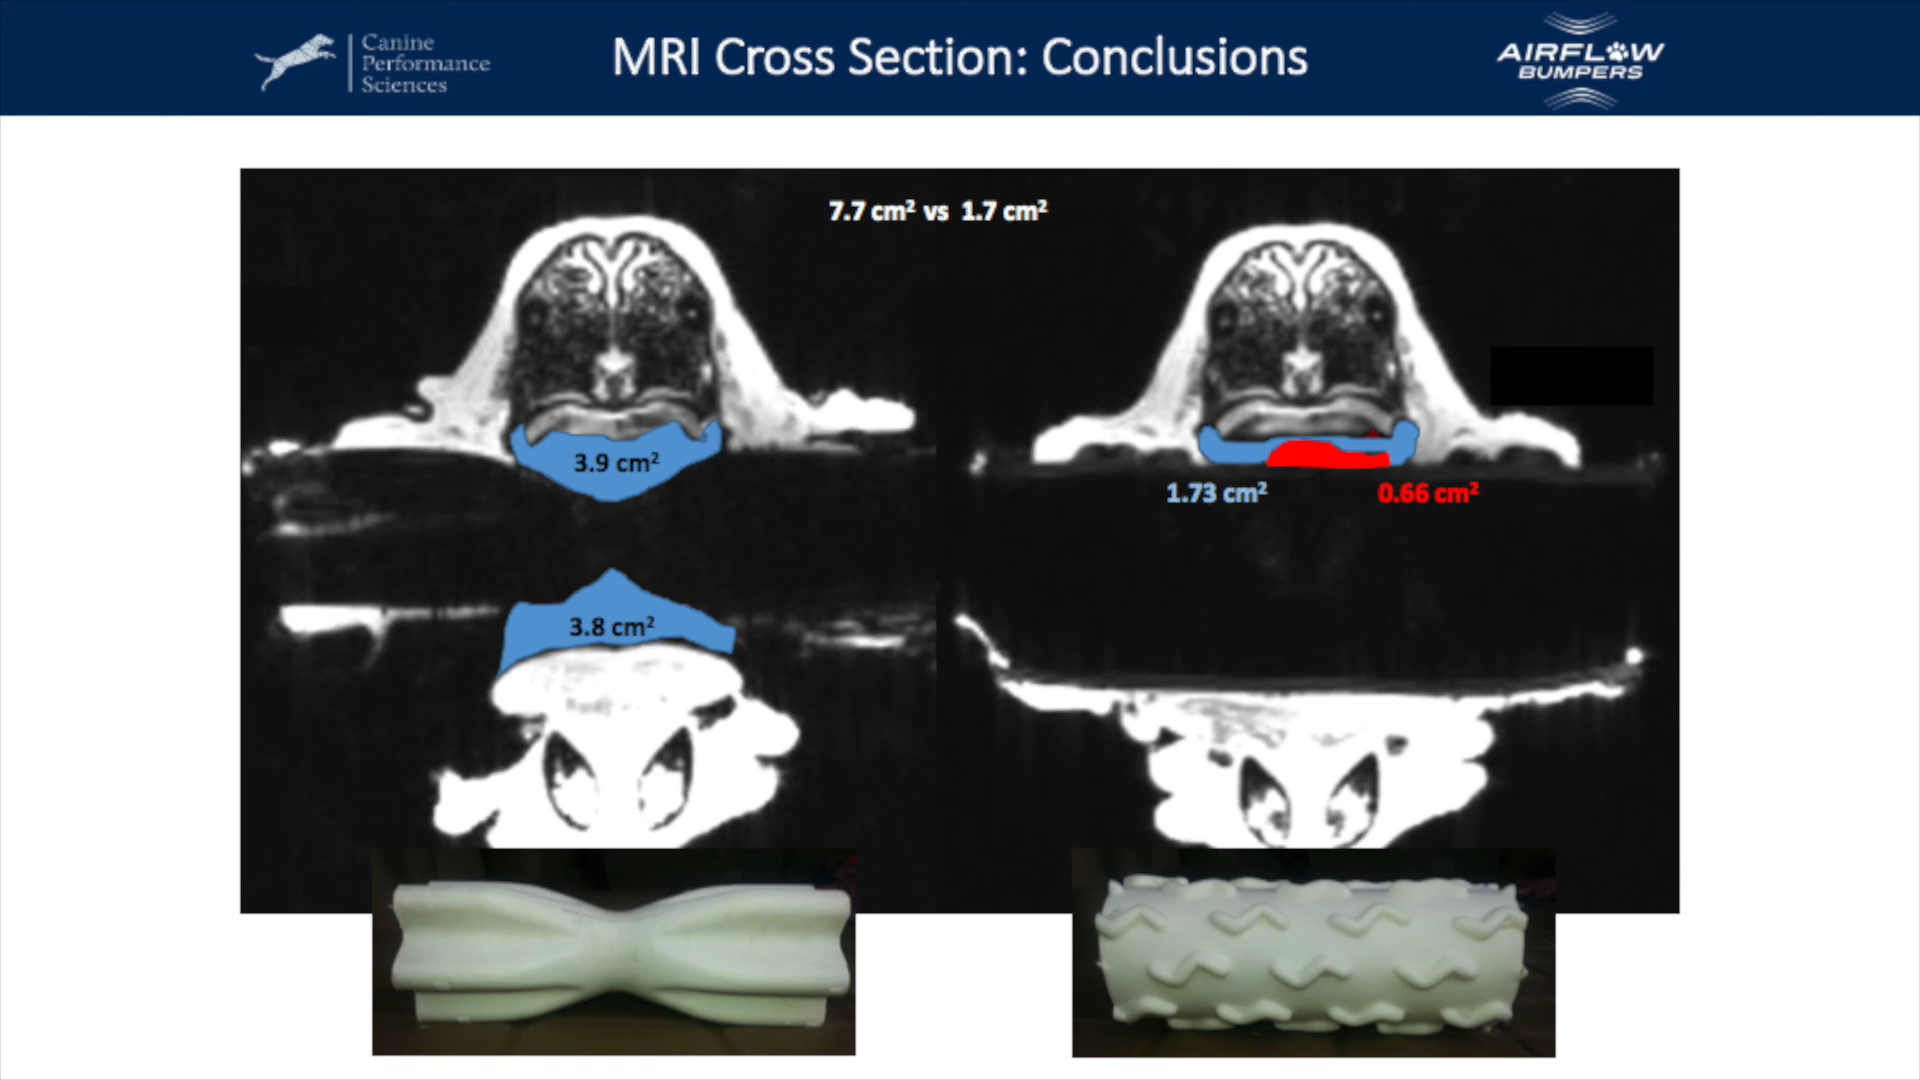 Canine
Performance
Sciences
MRI Cross Section: Conclusions
AIRFLOW
BUMPERS
7.7 cm² vs 1.7 cm²
3.9 cm²
1.73 cm²
0.66 cm²
3.8 cm²